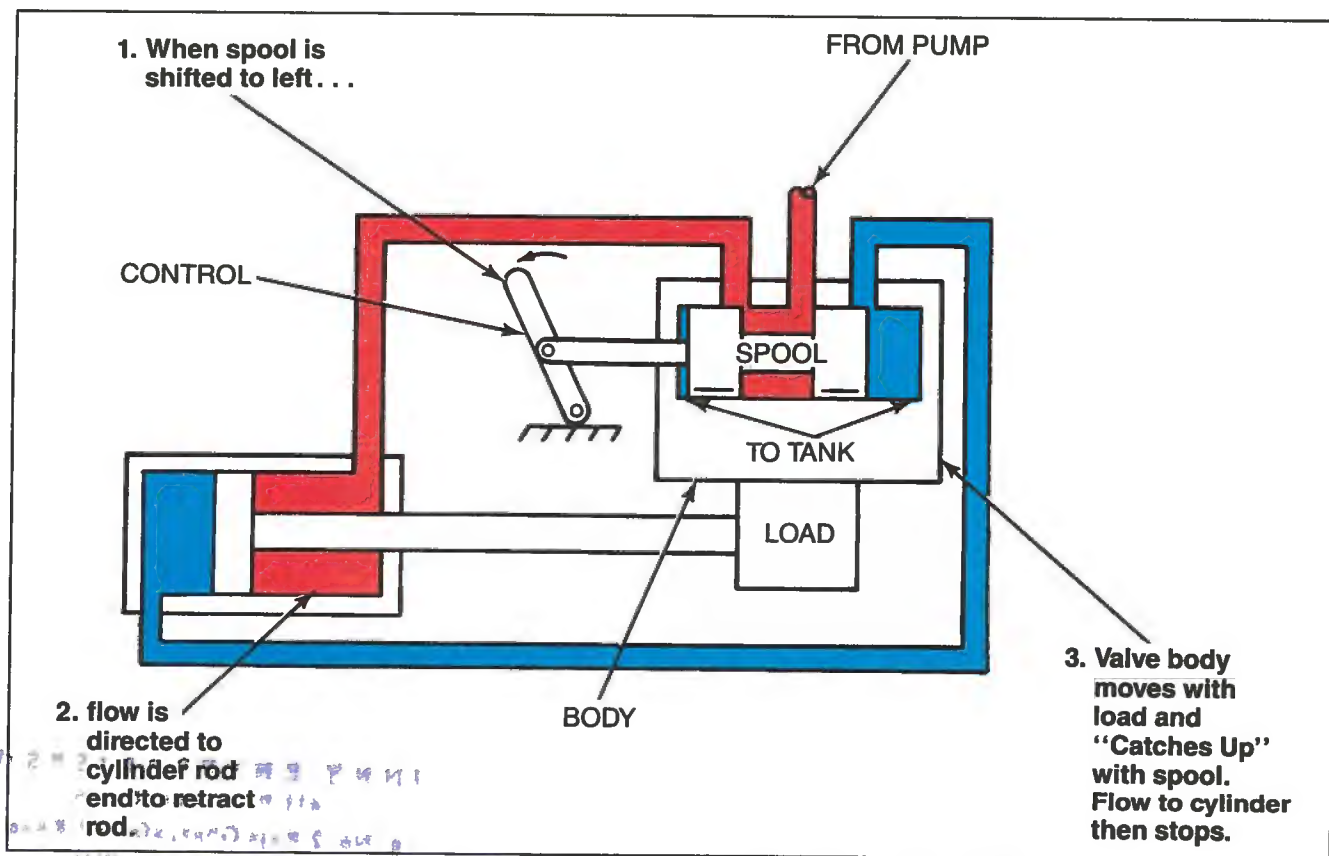 1. When spool is
shifted to left...
FROM PUMP
CONTROL
SPOOL
TO TANK
LOAD
BODY
2. flow is
directed to
cylinder rod
end to retract
rod.
3. Valve body
moves with
load and
"Catches Up"
with spool.
Flow to cylinder
then stops.